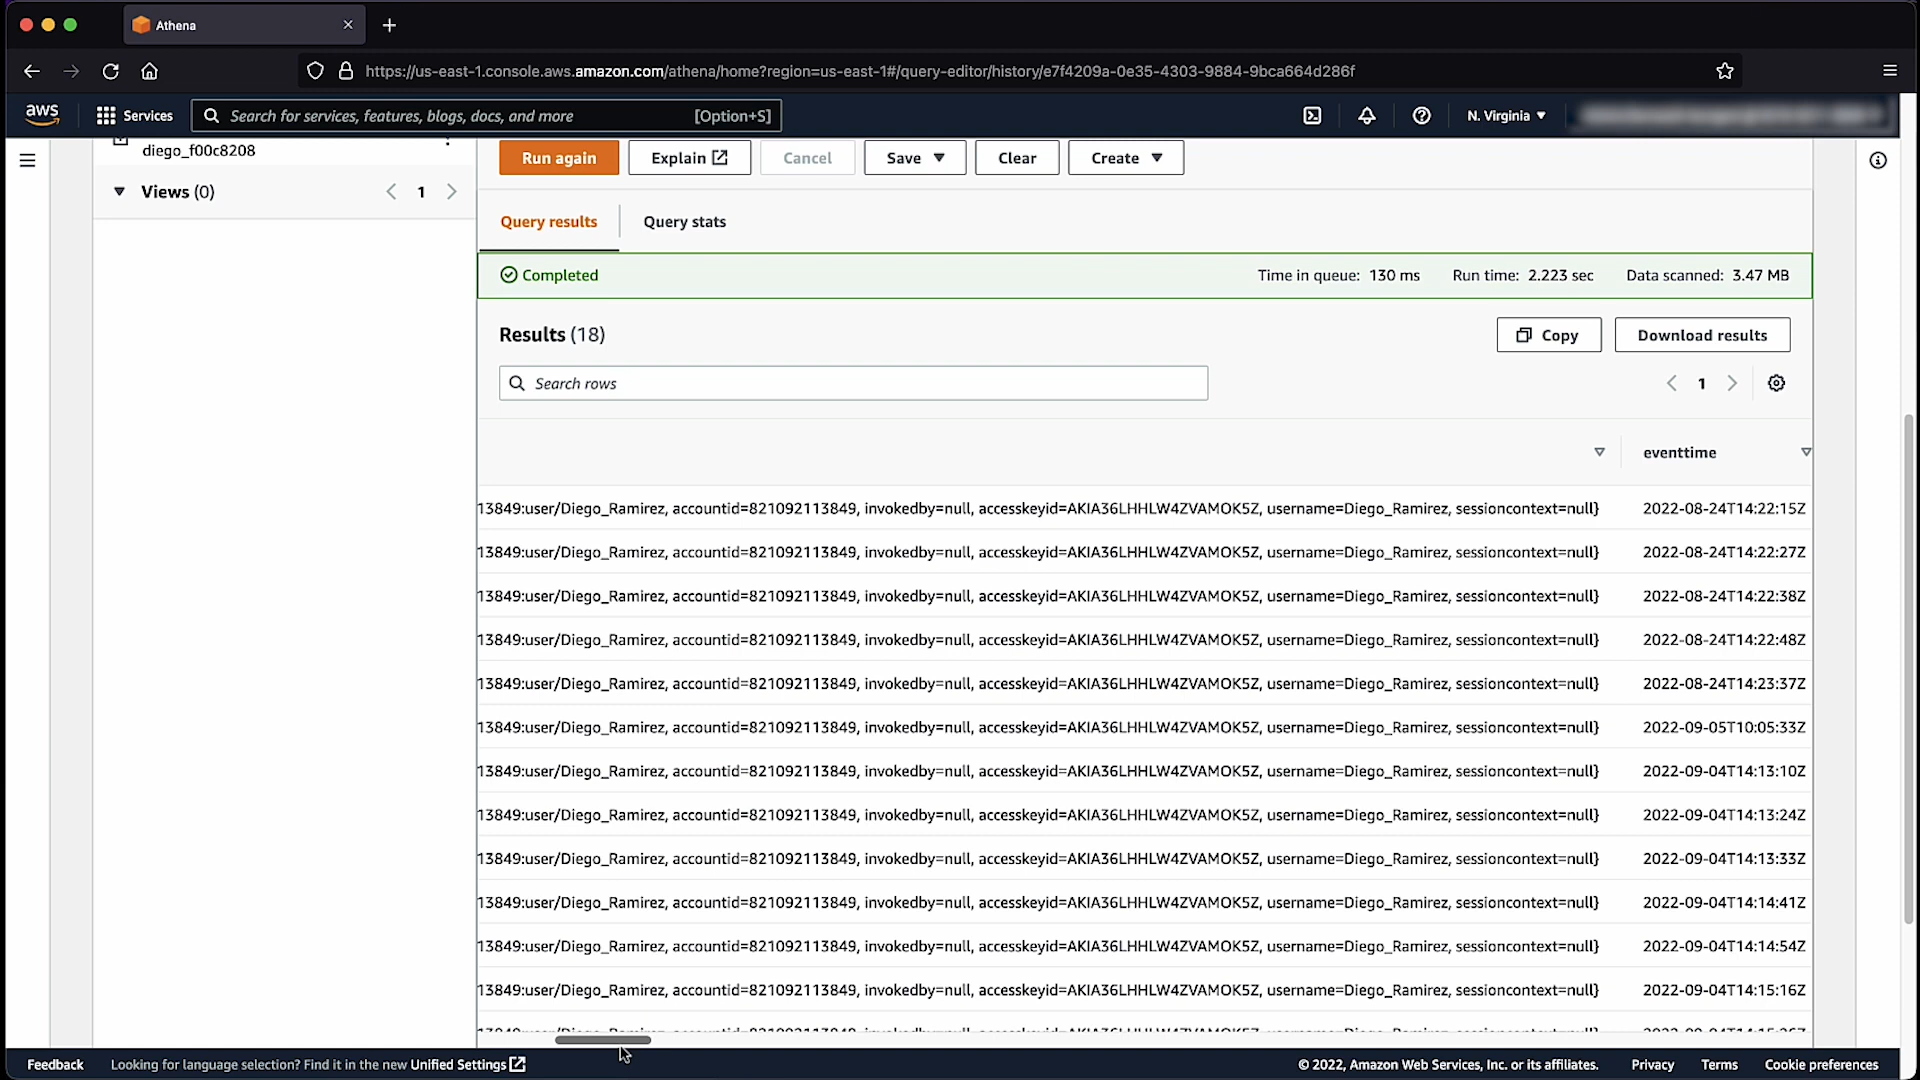 Athena
https://us-east-1.console.aws.amazon.com/athena/home?region=us-east-1#/query-editor/history/e7f4209a-0e35-4303-9884-9bca664d286f
aws
Services
Search for services, features, blogs, docs, and more
[Option+S]
N. Virginia
diego_f00c8208
Views (0)
1
Run again
Explain
Cancel
Save
Clear
Create
Query results
Query stats
Completed
Time in queue: 130 ms
Run time: 2.223 sec
Data scanned: 3.47 MB
Results (18)
Copy
Download results
Search rows
1
eventtime
13849:user/Diego_Ramirez, accountid=821092113849, invokedby=null, accesskeyid=AKIA36LHHLW4ZVAMOK5Z, username=Diego_Ramirez, sessioncontext=null} 2022-08-24T14:22:15Z
13849:user/Diego_Ramirez, accountid=821092113849, invokedby=null, accesskeyid=AKIA36LHHLW4ZVAMOK5Z, username=Diego_Ramirez, sessioncontext=null} 2022-08-24T14:22:27Z
13849:user/Diego_Ramirez, accountid=821092113849, invokedby=null, accesskeyid=AKIA36LHHLW4ZVAMOK5Z, username=Diego_Ramirez, sessioncontext=null} 2022-08-24T14:22:38Z
13849:user/Diego_Ramirez, accountid=821092113849, invokedby=null, accesskeyid=AKIA36LHHLW4ZVAMOK5Z, username=Diego_Ramirez, sessioncontext=null} 2022-08-24T14:22:48Z
13849:user/Diego_Ramirez, accountid=821092113849, invokedby=null, accesskeyid=AKIA36LHHLW4ZVAMOK5Z, username=Diego_Ramirez, sessioncontext=null} 2022-08-24T14:23:37Z
13849:user/Diego_Ramirez, accountid=821092113849, invokedby=null, accesskeyid=AKIA36LHHLW4ZVAMOK5Z, username=Diego_Ramirez, sessioncontext=null} 2022-09-05T10:05:33Z
13849:user/Diego_Ramirez, accountid=821092113849, invokedby=null, accesskeyid=AKIA36LHHLW4ZVAMOK5Z, username=Diego_Ramirez, sessioncontext=null} 2022-09-04T14:13:10Z
13849:user/Diego_Ramirez, accountid=821092113849, invokedby=null, accesskeyid=AKIA36LHHLW4ZVAMOK5Z, username=Diego_Ramirez, sessioncontext=null} 2022-09-04T14:13:24Z
13849:user/Diego_Ramirez, accountid=821092113849, invokedby=null, accesskeyid=AKIA36LHHLW4ZVAMOK5Z, username=Diego_Ramirez, sessioncontext=null} 2022-09-04T14:13:33Z
13849:user/Diego_Ramirez, accountid=821092113849, invokedby=null, accesskeyid=AKIA36LHHLW4ZVAMOK5Z, username=Diego_Ramirez, sessioncontext=null} 2022-09-04T14:14:41Z
13849:user/Diego_Ramirez, accountid=821092113849, invokedby=null, accesskeyid=AKIA36LHHLW4ZVAMOK5Z, username=Diego_Ramirez, sessioncontext=null} 2022-09-04T14:14:54Z
13849:user/Diego_Ramirez, accountid=821092113849, invokedby=null, accesskeyid=AKIA36LHHLW4ZVAMOK5Z, username=Diego_Ramirez, sessioncontext=null} 2022-09-04T14:15:16Z
Feedback
Looking for language selection? Find it in the new Unified Settings
© 2022, Amazon Web Services, Inc. or its affiliates.
Privacy
Terms
Cookie preferences